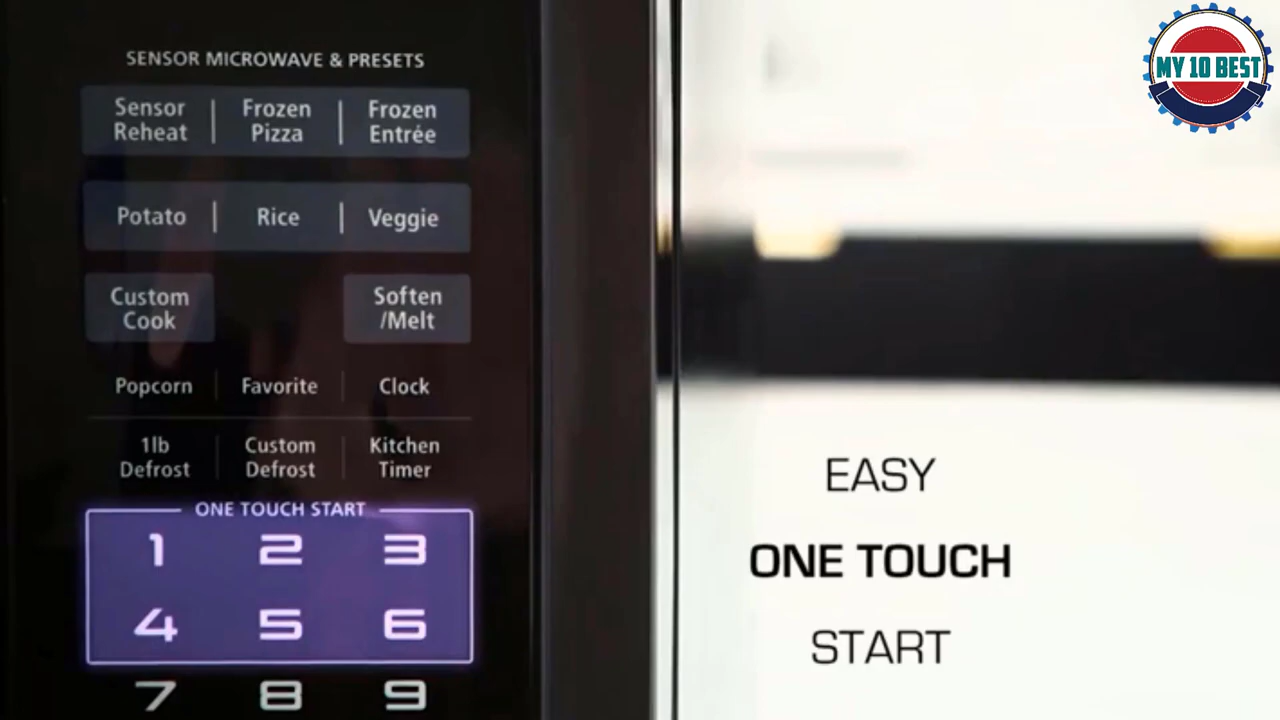 SENSOR MICROWAVE & PRESETS
Sensor Reheat | Frozen Pizza | Frozen Entrée
Potato | Rice | Veggie
Custom Cook
Soften /Melt
Popcorn | Favorite | Clock
1lb Defrost | Custom Defrost | Kitchen Timer
ONE TOUCH START
1 2 3
4 5 6
7 8 9
MY 10 BEST
EASY
ONE TOUCH
START